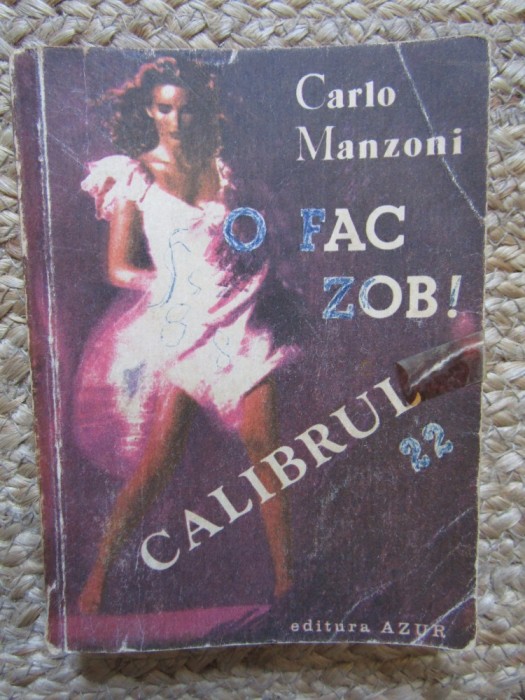 Carlo
Manzoni
O FAC
ZOB!
CALIBRUL
22
editura AZUR